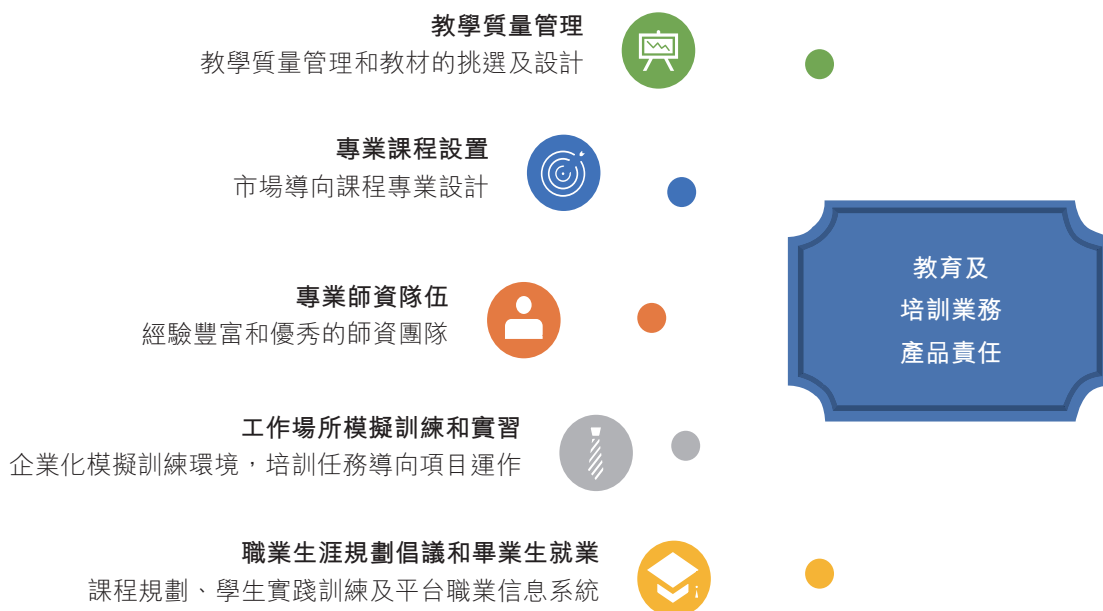 教學質量管理
教學質量管理和教材的挑選及設計
專業課程設置
市場導向課程專業設計
專業師資隊伍
經驗豐富和優秀的師資團隊
工作場所模擬訓練和實習
企業化模擬訓練環境，培訓任務導向項目運作
職業生涯規劃倡議和畢業生就業
課程規劃、學生實踐訓練及平台職業信息系統
教育及
培訓業務
產品責任